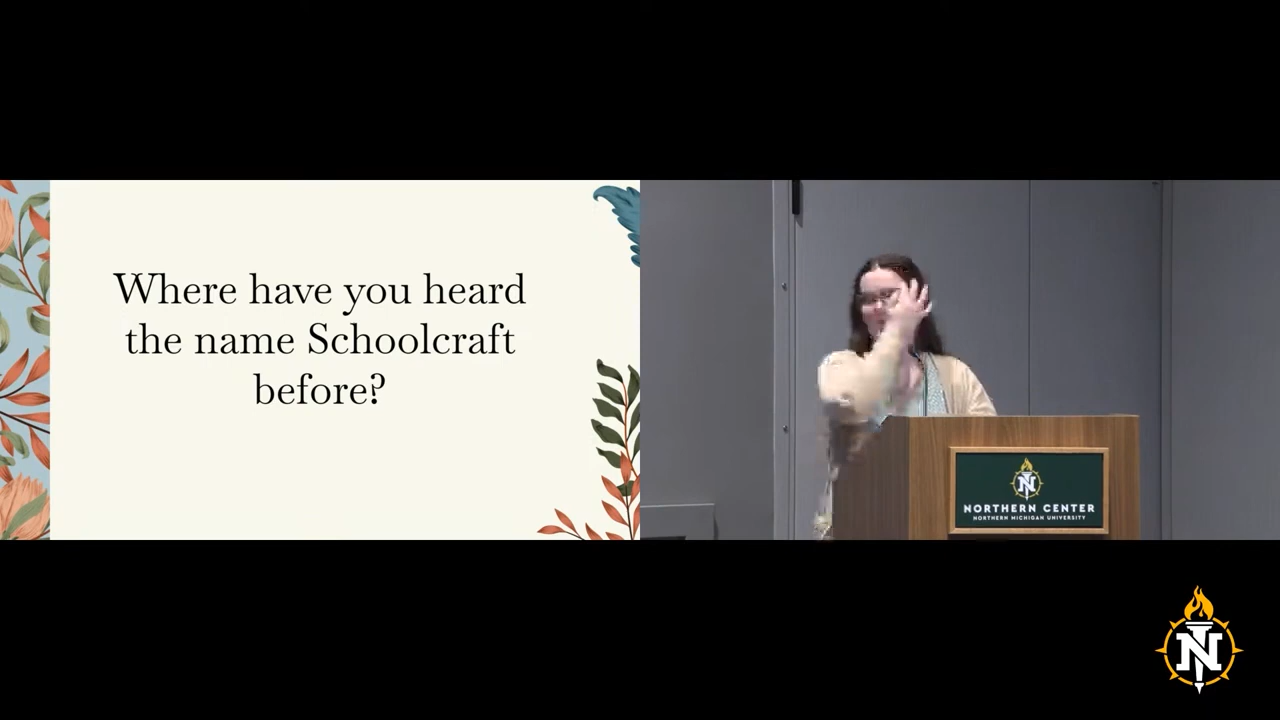 Where have you heard
the name Schoolcraft
before?
N
NORTHERN CENTER
NORTHERN MICHIGAN UNIVERSITY
N